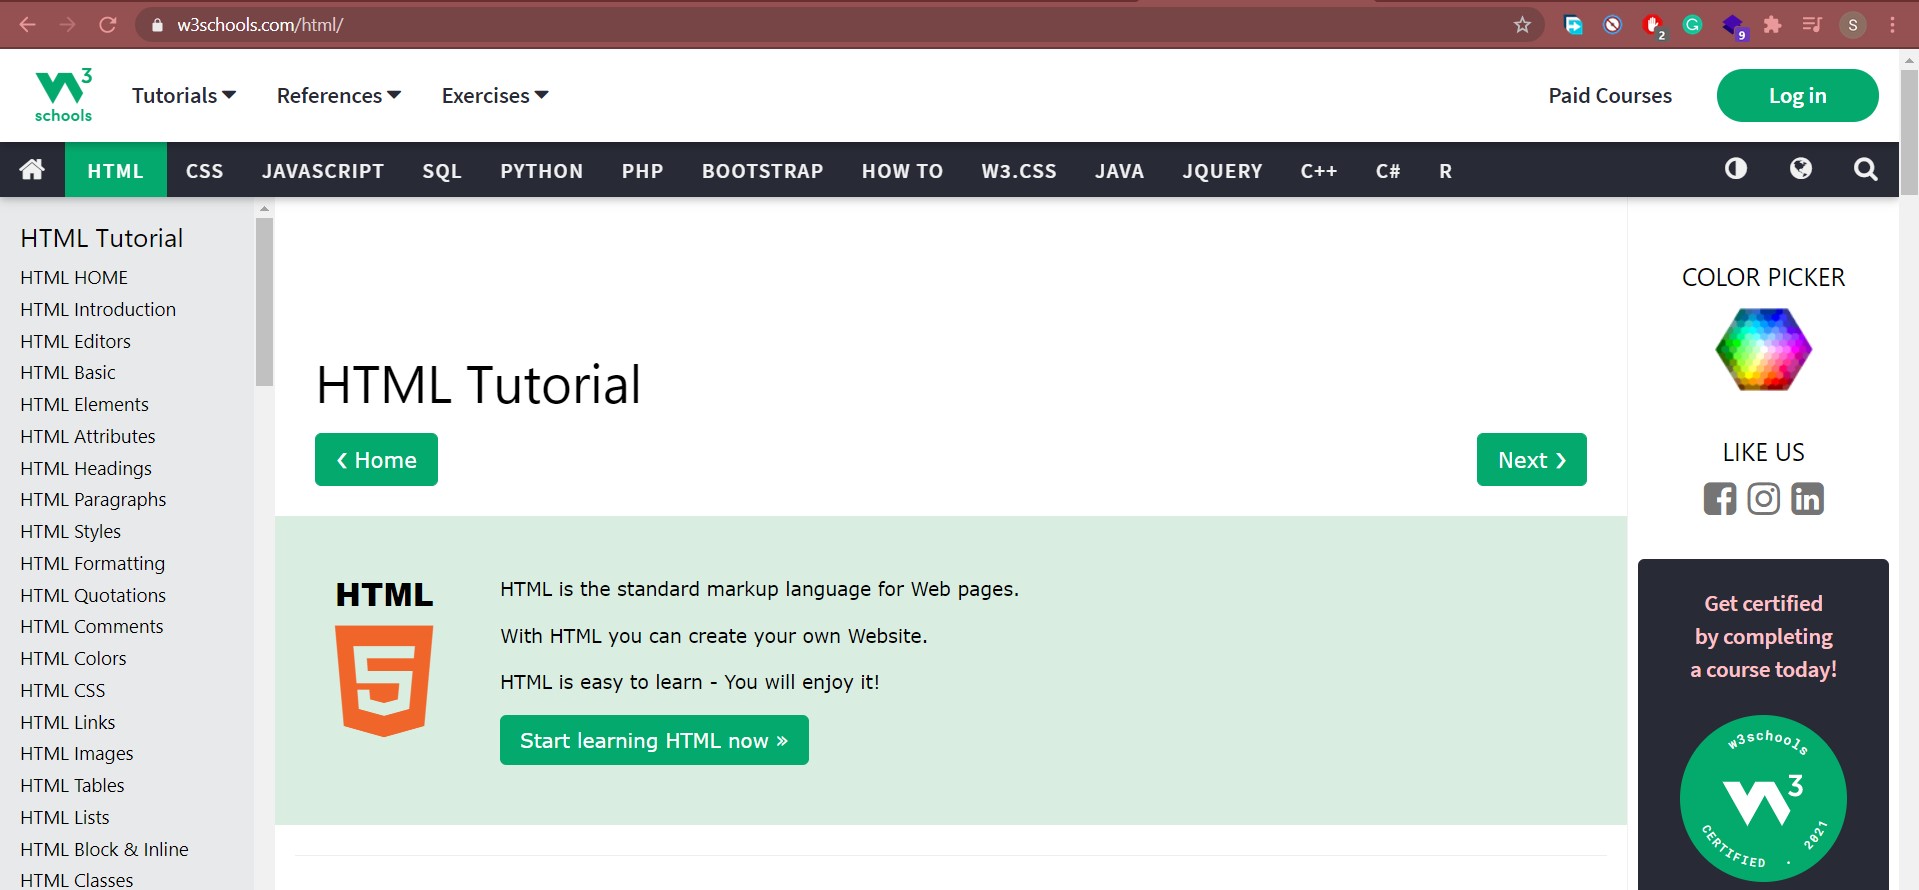 w3schools.com/html/
2
9
S
W3
schools
Tutorials
References
Exercises
Paid Courses
Log in
HTML
CSS
JAVASCRIPT
SQL
PYTHON
PHP
BOOTSTRAP
HOW TO
W3.CSS
JAVA
JQUERY
C++
C#
R
HTML Tutorial
HTML HOME
HTML Introduction
HTML Editors
HTML Basic
HTML Elements
HTML Attributes
HTML Headings
HTML Paragraphs
HTML Styles
HTML Formatting
HTML Quotations
HTML Comments
HTML Colors
HTML CSS
HTML Links
HTML Images
HTML Tables
HTML Lists
HTML Block & Inline
HTML Classes
HTML Tutorial
❮ Home
Next ❯
HTML
5
HTML is the standard markup language for Web pages.
With HTML you can create your own Website.
HTML is easy to learn - You will enjoy it!
Start learning HTML now »
COLOR PICKER
LIKE US
Get certified
by completing
a course today!
w3schools
W3
CERTIFIED . 2021